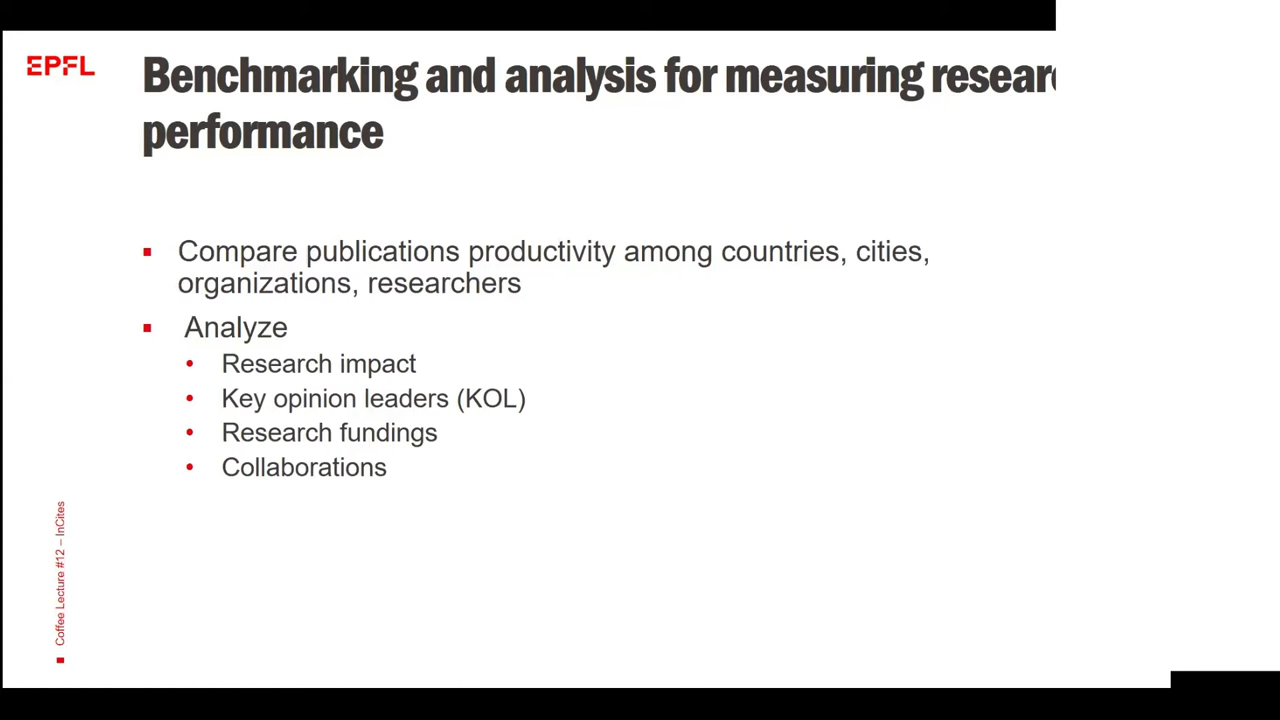 EPFL
Benchmarking and analysis for measuring
performance
Compare publications productivity among countries, cities,
organizations, researchers
Analyze
Research impact
Key opinion leaders (KOL)
Research fundings
Collaborations
Coffee Lecture #12 – InCites